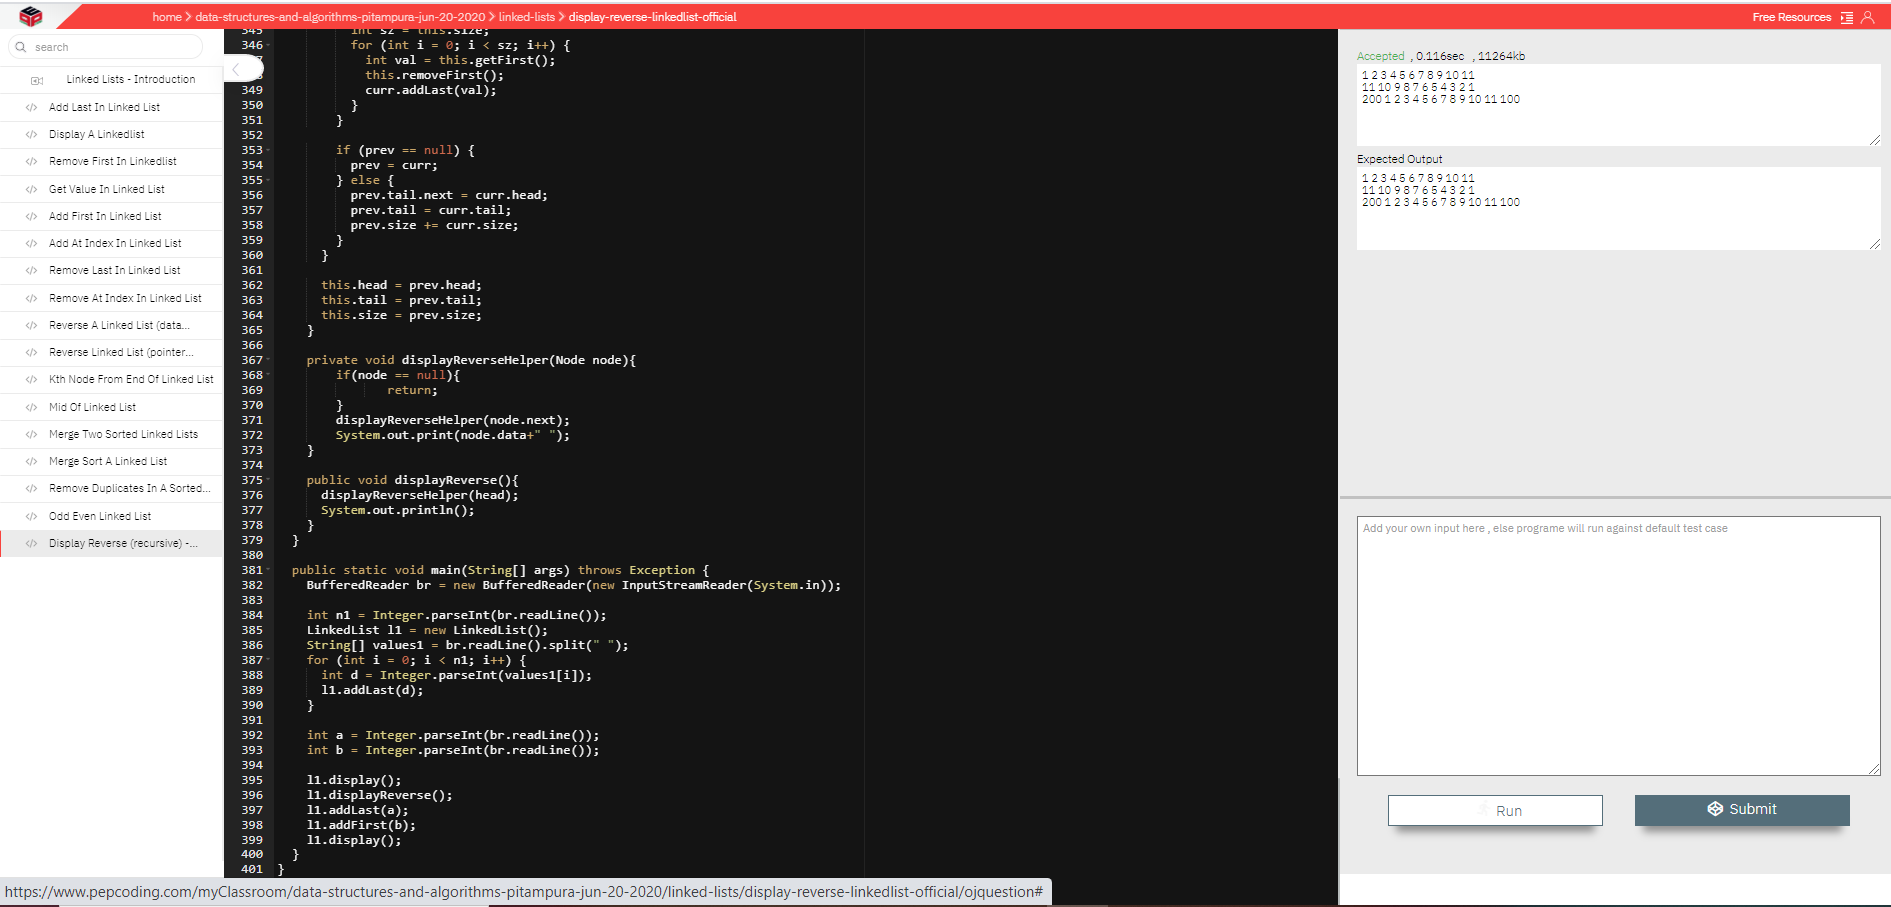 home > data-structures-and-algorithms-pitampura-jun-20-2020 > linked-lists > display-reverse-linkedlist-official
Free Resources
search
Linked Lists - Introduction
Add Last In Linked List
Display A Linkedlist
Remove First In Linkedlist
Get Value In Linked List
Add First In Linked List
Add At Index In Linked List
Remove Last In Linked List
Remove At Index In Linked List
Reverse A Linked List (data...
Reverse Linked List (pointer...
Kth Node From End Of Linked List
Mid Of Linked List
Merge Two Sorted Linked Lists
Merge Sort A Linked List
Remove Duplicates In A Sorted...
Odd Even Linked List
Display Reverse (recursive) -...
345 int sz = this.size;
346 for (int i = 0; i < sz; i++) {
int val = this.getFirst();
this.removeFirst();
349 curr.addLast(val);
350 }
351 }
352
353 if (prev == null) {
354 prev = curr;
355 } else {
356 prev.tail.next = curr.head;
357 prev.tail = curr.tail;
358 prev.size += curr.size;
359 }
360 }
361
362 this.head = prev.head;
363 this.tail = prev.tail;
364 this.size = prev.size;
365 }
366
367 private void displayReverseHelper(Node node){
368 if(node == null){
369 return;
370 }
371 displayReverseHelper(node.next);
372 System.out.print(node.data+" ");
373 }
374
375 public void displayReverse(){
376 displayReverseHelper(head);
377 System.out.println();
378 }
379 }
380
381 public static void main(String[] args) throws Exception {
382 BufferedReader br = new BufferedReader(new InputStreamReader(System.in));
383
384 int n1 = Integer.parseInt(br.readLine());
385 LinkedList l1 = new LinkedList();
386 String[] values1 = br.readLine().split(" ");
387 for (int i = 0; i < n1; i++) {
388 int d = Integer.parseInt(values1[i]);
389 l1.addLast(d);
390 }
391
392 int a = Integer.parseInt(br.readLine());
393 int b = Integer.parseInt(br.readLine());
394
395 l1.display();
396 l1.displayReverse();
397 l1.addLast(a);
398 l1.addFirst(b);
399 l1.display();
400 }
401 }
Accepted , 0.116sec , 11264kb
1 2 3 4 5 6 7 8 9 10 11
11 10 9 8 7 6 5 4 3 2 1
200 1 2 3 4 5 6 7 8 9 10 11 100
Expected Output
1 2 3 4 5 6 7 8 9 10 11
11 10 9 8 7 6 5 4 3 2 1
200 1 2 3 4 5 6 7 8 9 10 11 100
Add your own input here , else programe will run against default test case
Run
Submit
https://www.pepcoding.com/myClassroom/data-structures-and-algorithms-pitampura-jun-20-2020/linked-lists/display-reverse-linkedlist-official/ojquestion#